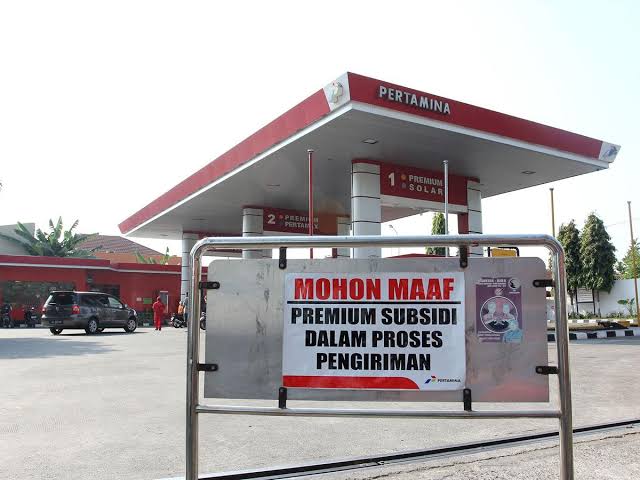 PERTAMINA
1 PREMIUM
SOLAR
2 PREMIUM
PERTAMAX
MOHON MAAF
PREMIUM SUBSIDI
DALAM PROSES
PENGIRIMAN
PERTAMINA